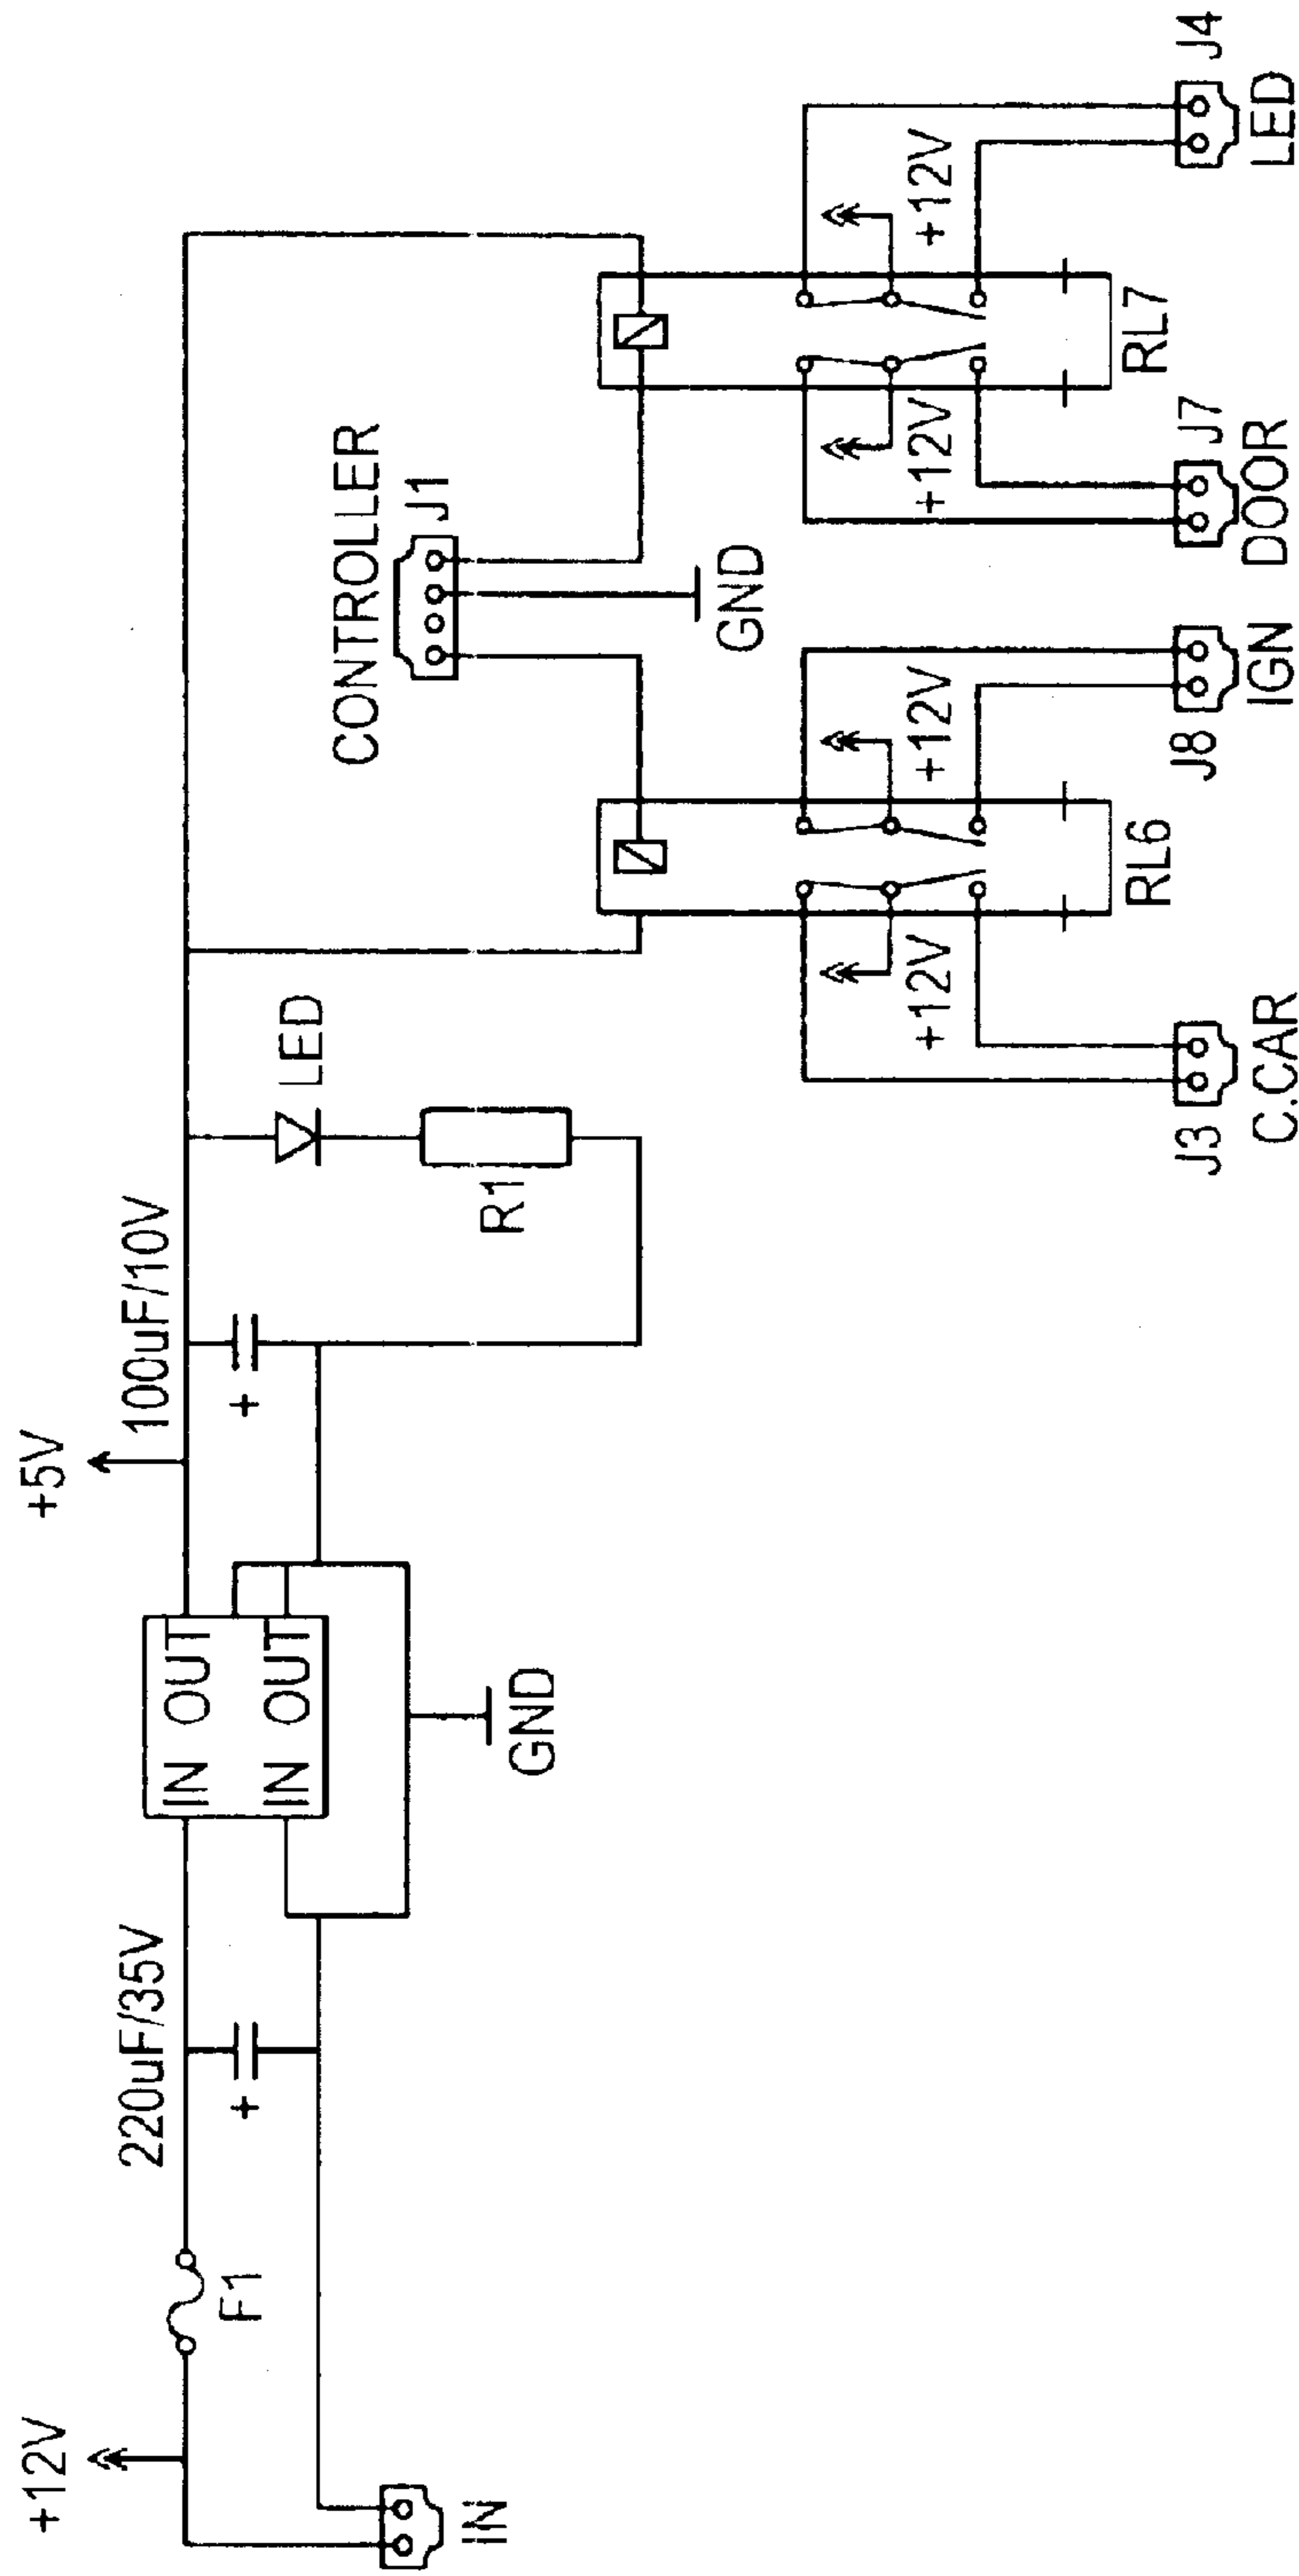 +12V
+5V
220uF/35V
100uF/10V
F1
IN OUT
IN OUT
+
+
LED
IN
GND
R1
CONTROLLER
J1
GND
+12V
+12V
+12V
+12V
RL6
RL7
J3
C.CAR
J8
IGN
J7
DOOR
J4
LED